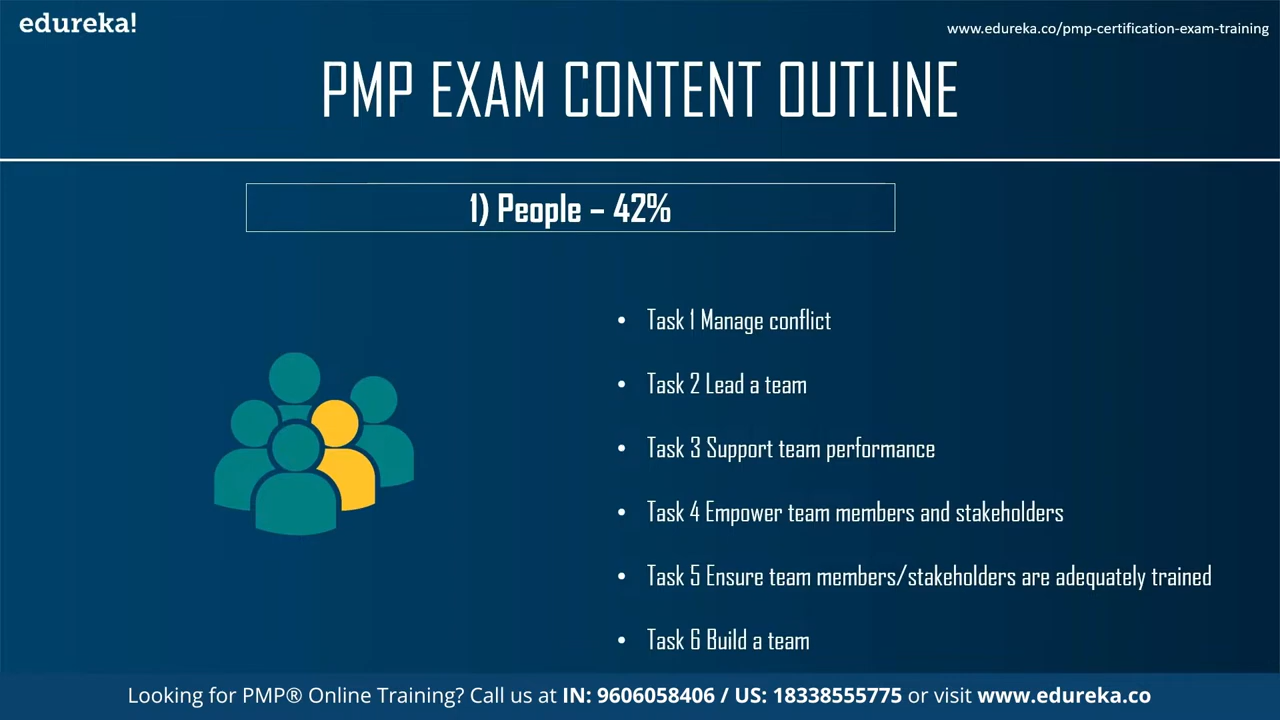 edureka!
www.edureka.co/pmp-certification-exam-training
PMP EXAM CONTENT OUTLINE
1) People – 42%
• Task 1 Manage conflict
• Task 2 Lead a team
• Task 3 Support team performance
• Task 4 Empower team members and stakeholders
• Task 5 Ensure team members/stakeholders are adequately trained
• Task 6 Build a team
Looking for PMP® Online Training? Call us at IN: 9606058406 / US: 18338555775 or visit www.edureka.co